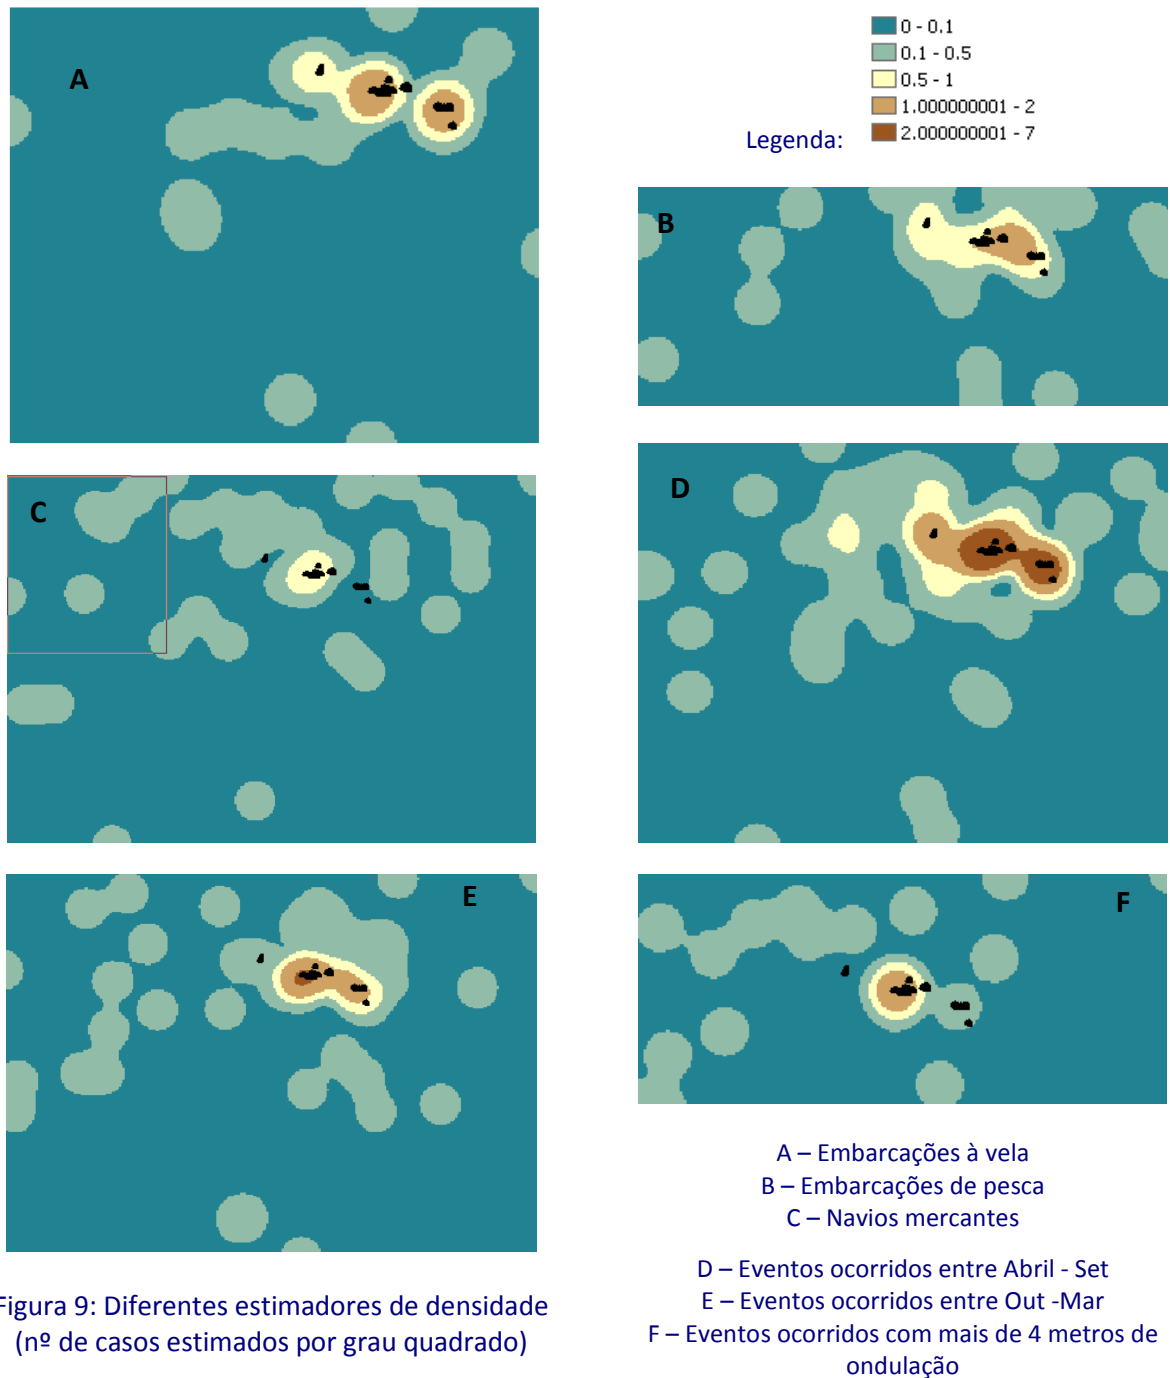 A
0 - 0.1
0.1 - 0.5
0.5 - 1
1.000000001 - 2
2.000000001 - 7
Legenda:
B
C
D
E
F
A – Embarcações à vela
B – Embarcações de pesca
C – Navios mercantes
D – Eventos ocorridos entre Abril - Set
E – Eventos ocorridos entre Out -Mar
F – Eventos ocorridos com mais de 4 metros de
ondulação
igura 9: Diferentes estimadores de densidade
(nº de casos estimados por grau quadrado)